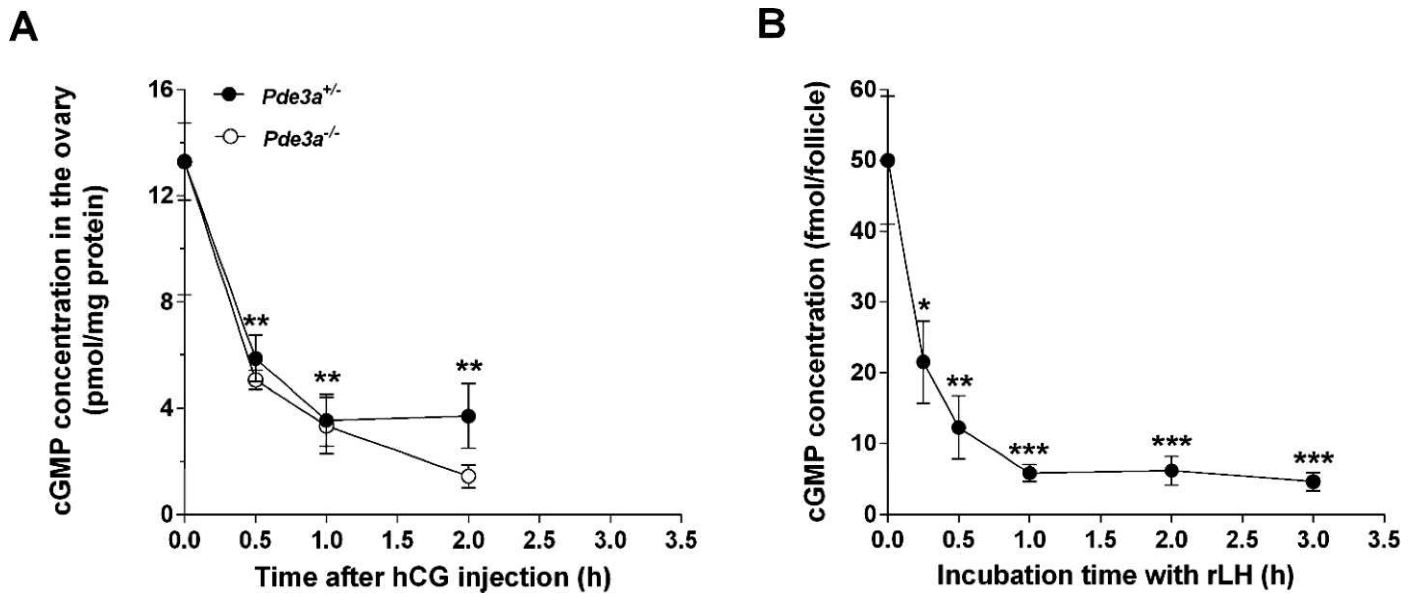 A
cGMP concentration in the ovary
(pmol/mg protein)
16
12
8
4
0
Pde3a+/-
Pde3a-/-
**
**
**
0.0 0.5 1.0 1.5 2.0 2.5 3.0 3.5
Time after hCG injection (h)
B
cGMP concentration (fmol/follicle)
60
50
40
30
20
10
0
*
**
***
***
***
0.0 0.5 1.0 1.5 2.0 2.5 3.0 3.5
Incubation time with rLH (h)